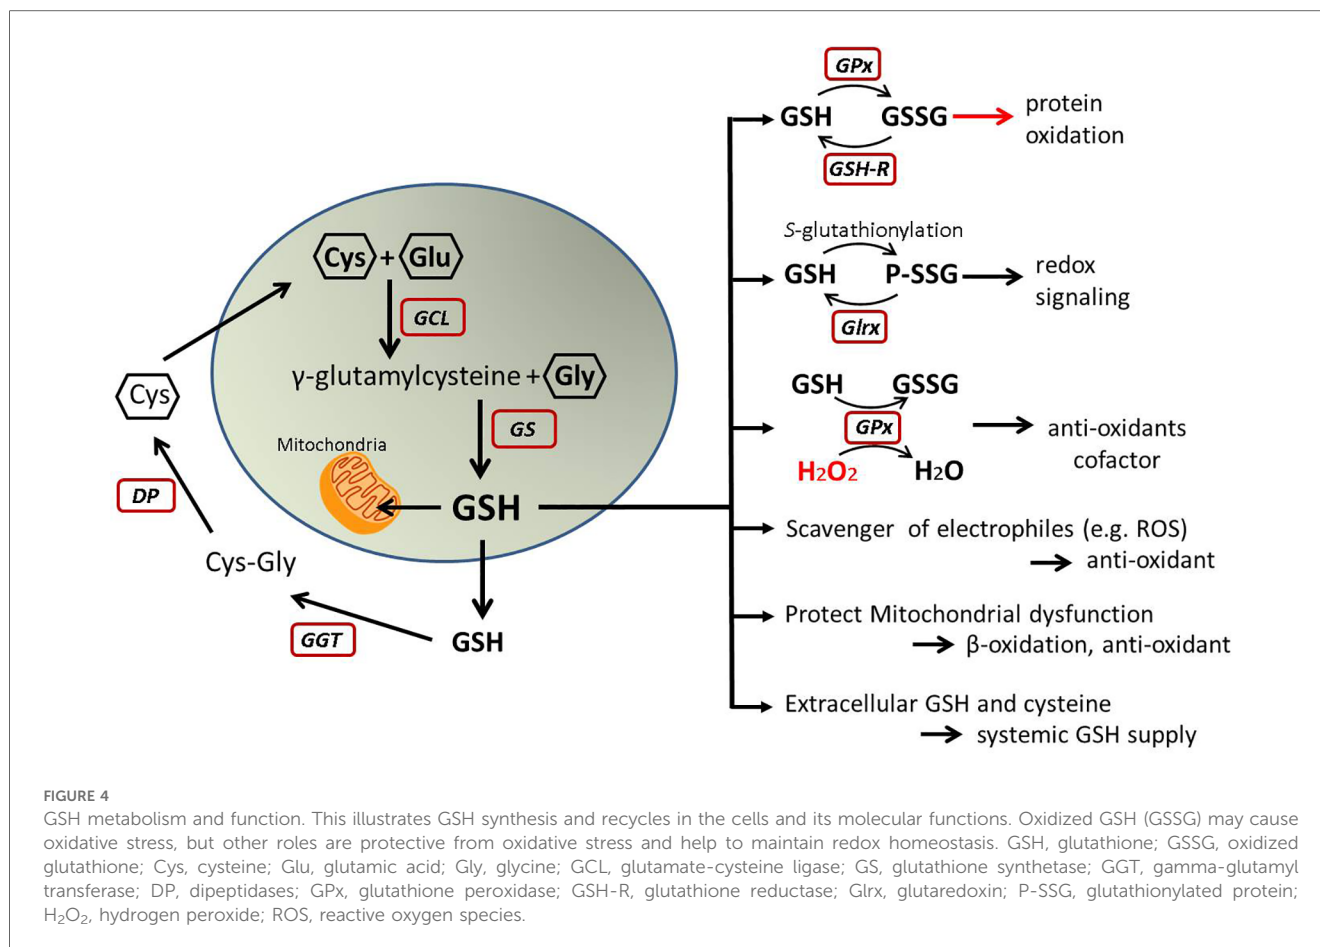 GPx
GSH GSSG
protein
oxidation
GSH-R
S-glutathionylation
GSH P-SSG
redox
signaling
Glrx
GSH GSSG
GPx
anti-oxidants
cofactor
H2O2 H2O
Scavenger of electrophiles (e.g. ROS)
anti-oxidant
Protect Mitochondrial dysfunction
β-oxidation, anti-oxidant
Extracellular GSH and cysteine
systemic GSH supply
Cys + Glu
GCL
γ-glutamylcysteine + Gly
GS
Mitochondria
GSH
GSH
GGT
Cys-Gly
DP
Cys
FIGURE 4
GSH metabolism and function. This illustrates GSH synthesis and recycles in the cells and its molecular functions. Oxidized GSH (GSSG) may cause
oxidative stress, but other roles are protective from oxidative stress and help to maintain redox homeostasis. GSH, glutathione; GSSG, oxidized
glutathione; Cys, cysteine; Glu, glutamic acid; Gly, glycine; GCL, glutamate-cysteine ligase; GS, glutathione synthetase; GGT, gamma-glutamyl
transferase; DP, dipeptidases; GPx, glutathione peroxidase; GSH-R, glutathione reductase; Glrx, glutaredoxin; P-SSG, glutathionylated protein;
H₂O₂, hydrogen peroxide; ROS, reactive oxygen species.